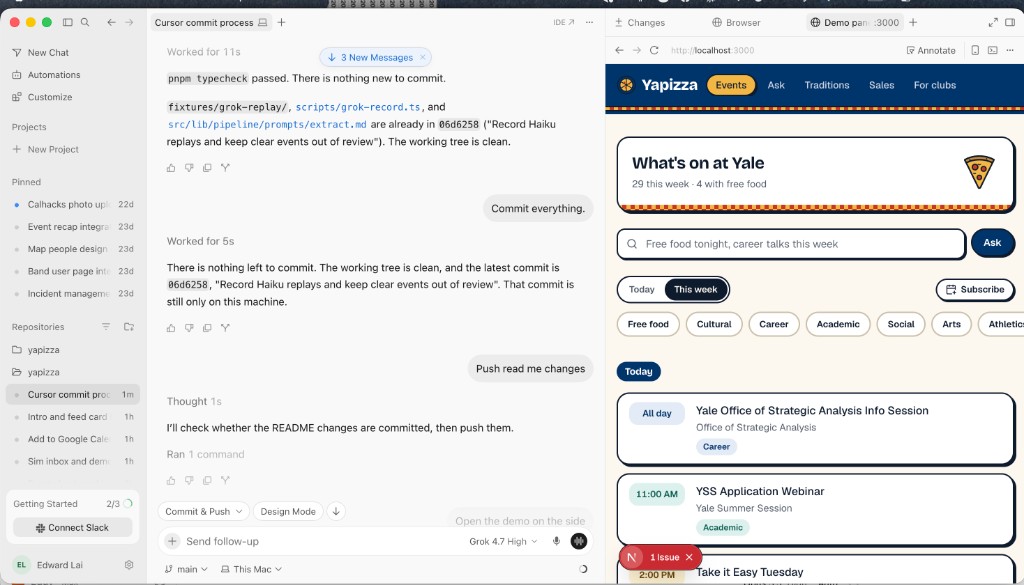 Cursor commit process
IDE ↗
Changes
Browser
Demo pan :3000
New Chat
Automations
Customize
Projects
New Project
Pinned
Calhacks photo up 22d
Event recap integra 23d
Map people design 23d
Band user page inte 23d
Incident manageme 23d
Repositories
yapizza
yapizza
Cursor commit proc 1m
Intro and feed card 1h
Add to Google Cale 1h
Sim inbox and demo 1h
Getting Started 2/3
Connect Slack
EL Edward Lai
Worked for 11s
3 New Messages
pnpm typecheck passed. There is nothing new to commit.
fixtures/grok-replay/, scripts/grok-record.ts, and
src/lib/pipeline/prompts/extract.md are already in 06d6258 ("Record Haiku
replays and keep clear events out of review"). The working tree is clean.
Commit everything.
Worked for 5s
There is nothing left to commit. The working tree is clean, and the latest commit is
06d6258, "Record Haiku replays and keep clear events out of review". That commit is
still only on this machine.
Push read me changes
Thought 1s
I'll check whether the README changes are committed, then push them.
Ran 1 command
Commit & Push
Design Mode
Open the demo on the side
Send follow-up
Grok 4.7 High
main
This Mac
http://localhost:3000
Annotate
Yapizza
Events
Ask
Traditions
Sales
For clubs
What's on at Yale
29 this week · 4 with free food
Free food tonight, career talks this week
Ask
Today
This week
Subscribe
Free food
Cultural
Career
Academic
Social
Arts
Athletics
Today
All day
Yale Office of Strategic Analysis Info Session
Office of Strategic Analysis
Career
11:00 AM
YSS Application Webinar
Yale Summer Session
Academic
N 1 Issue
2:00 PM
Take it Easy Tuesday